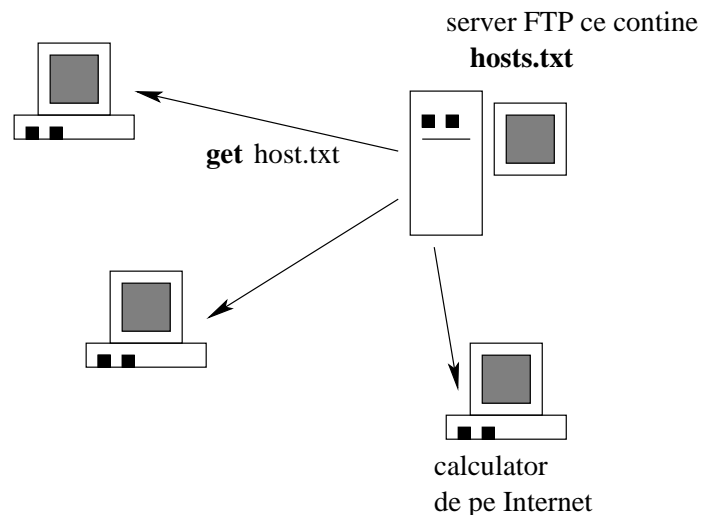 server FTP ce contine
hosts.txt
get host.txt
calculator
de pe Internet